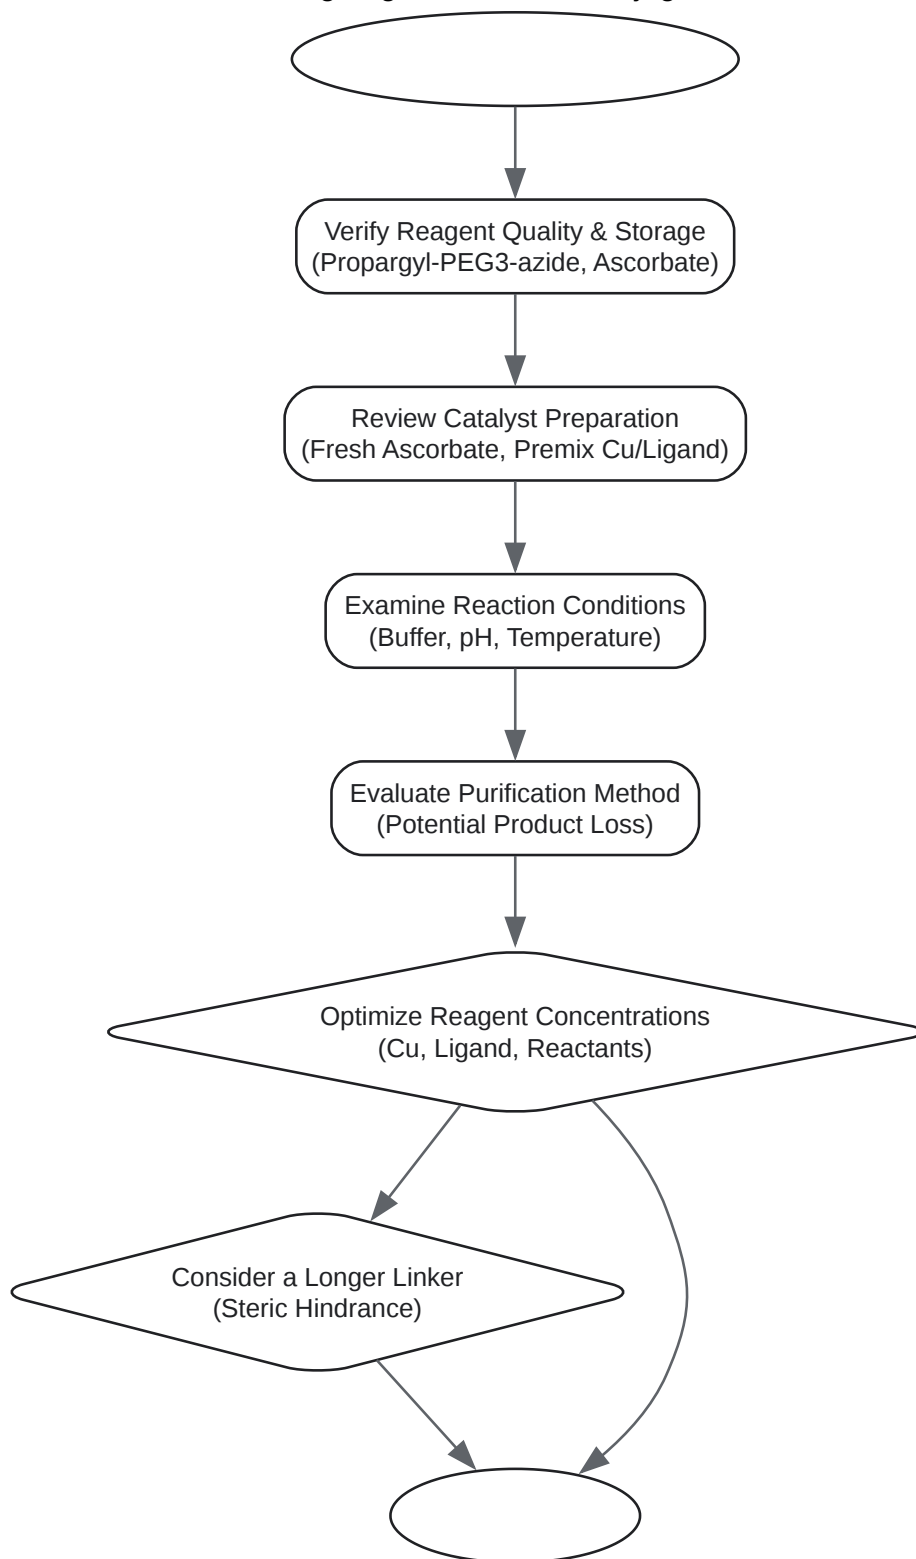 Verify Reagent Quality & Storage
(Propargyl-PEG3-azide, Ascorbate)
Review Catalyst Preparation
(Fresh Ascorbate, Premix Cu/Ligand)
Examine Reaction Conditions
(Buffer, pH, Temperature)
Evaluate Purification Method
(Potential Product Loss)
Optimize Reagent Concentrations
(Cu, Ligand, Reactants)
Consider a Longer Linker
(Steric Hindrance)